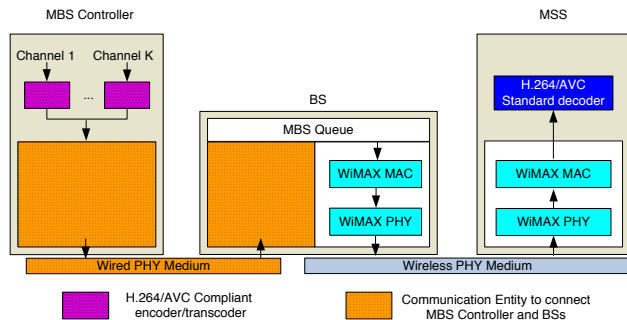 MBS Controller
MSS
Channel 1
Channel K
...
H.264/AVC
Standard decoder
BS
MBS Queue
WiMAX MAC
WiMAX MAC
WiMAX PHY
WiMAX PHY
Wired PHY Medium
Wireless PHY Medium
H.264/AVC Compliant
encoder/transcoder
Communication Entity to connect
MBS Controller and BSs